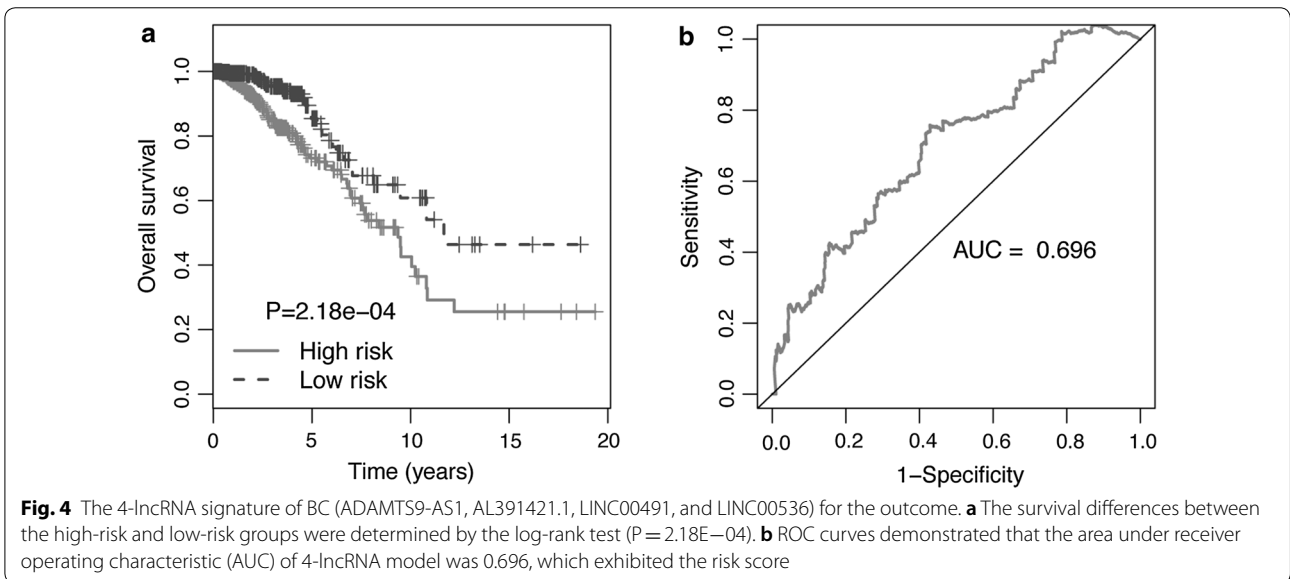 a
Overall survival
1.0
0.8
0.6
0.4
0.2
0.0
P=2.18e−04
High risk
Low risk
0 5 10 15 20
Time (years)
b
Sensitivity
1.0
0.8
0.6
0.4
0.2
0.0
AUC = 0.696
0.0 0.2 0.4 0.6 0.8 1.0
1−Specificity
Fig. 4 The 4-lncRNA signature of BC (ADAMTS9-AS1, AL391421.1, LINC00491, and LINC00536) for the outcome. a The survival differences between
the high-risk and low-risk groups were determined by the log-rank test (P = 2.18E−04). b ROC curves demonstrated that the area under receiver
operating characteristic (AUC) of 4-lncRNA model was 0.696, which exhibited the risk score